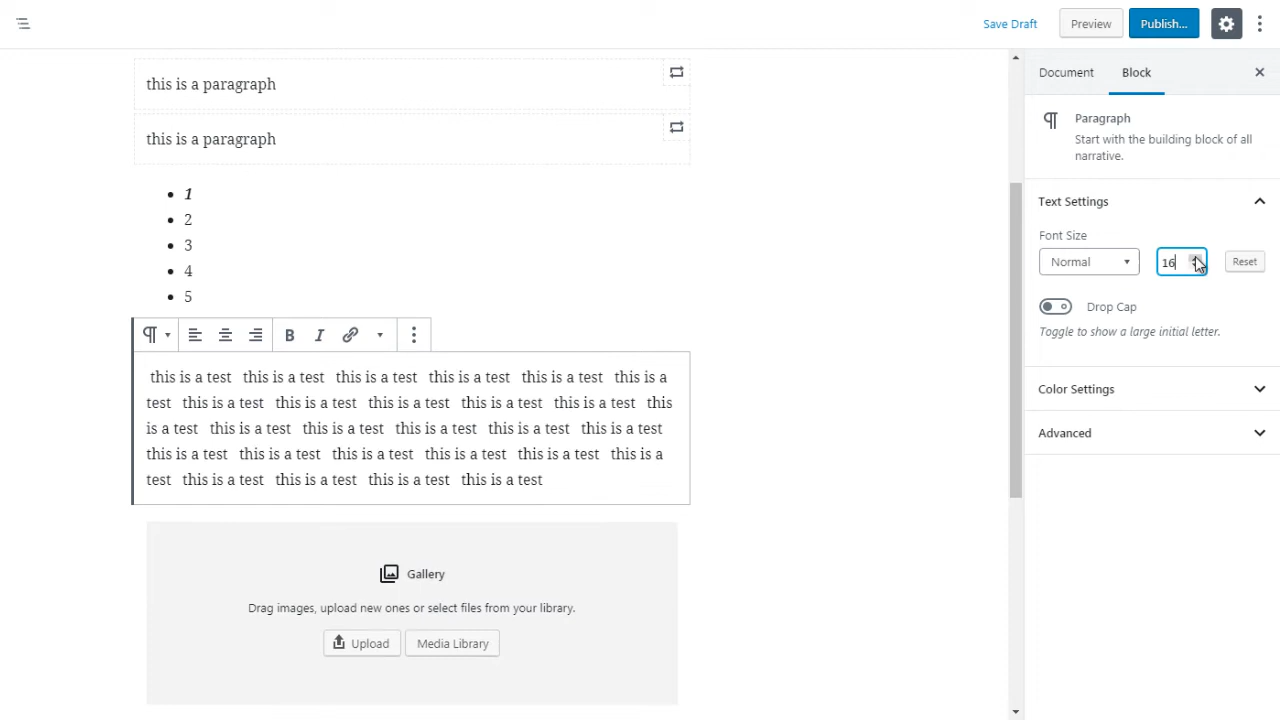 Save Draft
Preview
Publish...
this is a paragraph
this is a paragraph
1
2
3
4
5
B I
this is a test this is a test this is a test this is a test this is a test this is a
test this is a test this is a test this is a test this is a test this is a test this
is a test this is a test this is a test this is a test this is a test this is a test
this is a test this is a test this is a test this is a test this is a test this is a
test this is a test this is a test this is a test this is a test
Gallery
Drag images, upload new ones or select files from your library.
Upload
Media Library
Document
Block
Paragraph
Start with the building block of all
narrative.
Text Settings
Font Size
Normal
16
Reset
Drop Cap
Toggle to show a large initial letter.
Color Settings
Advanced